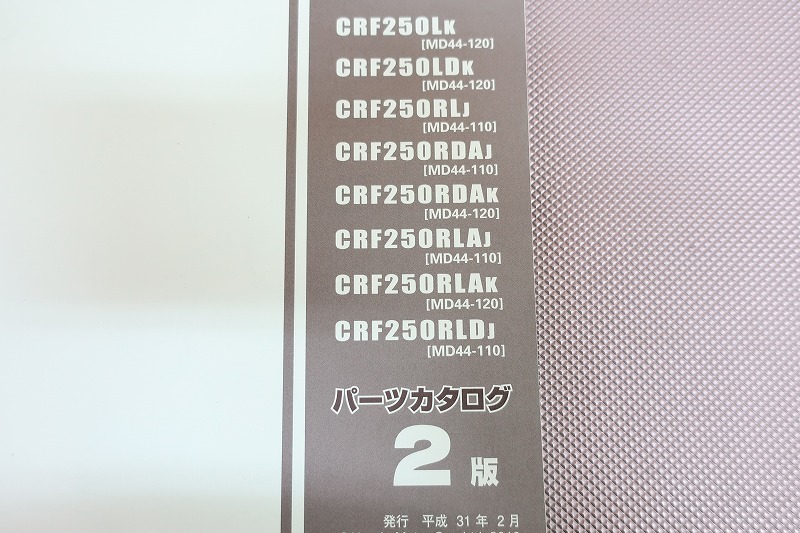 CRF250LK
[MD44-120]
CRF250LDK
[MD44-120]
CRF250RLJ
[MD44-110]
CRF250RDAJ
[MD44-110]
CRF250RDAK
[MD44-120]
CRF250RLAJ
[MD44-110]
CRF250RLAK
[MD44-120]
CRF250RLDJ
[MD44-110]
パーツカタログ
2版
発行 平成 31年 2月